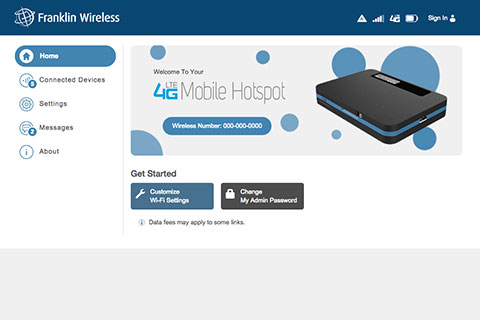 Franklin Wireless
4G
Sign In
Home
Connected Devices
Settings
Messages
2
About
Welcome To Your
4G LTE Mobile Hotspot
Wireless Number: 000-000-0000
Get Started
Customize
Wi-Fi Settings
Change
My Admin Password
Data fees may apply to some links.